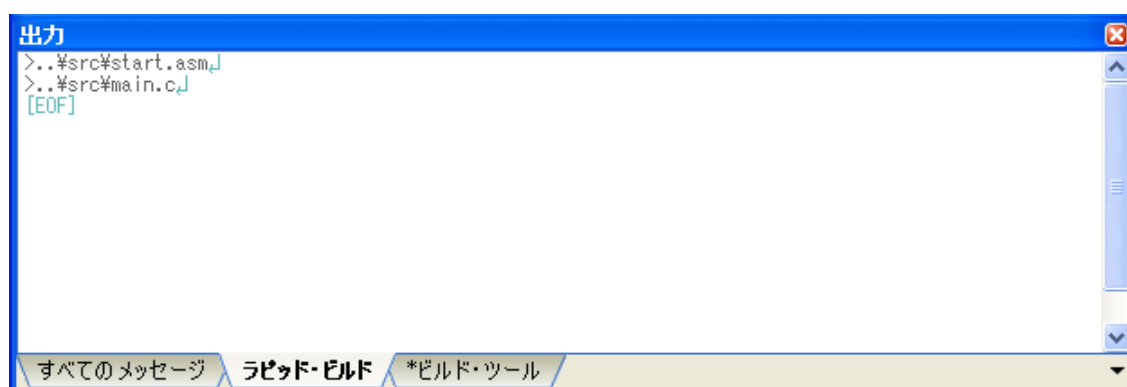 出力
>..¥src¥start.asm↲
>..¥src¥main.c↲
[EOF]
すべてのメッセージ ラピッド・ビルド *ビルド・ツール